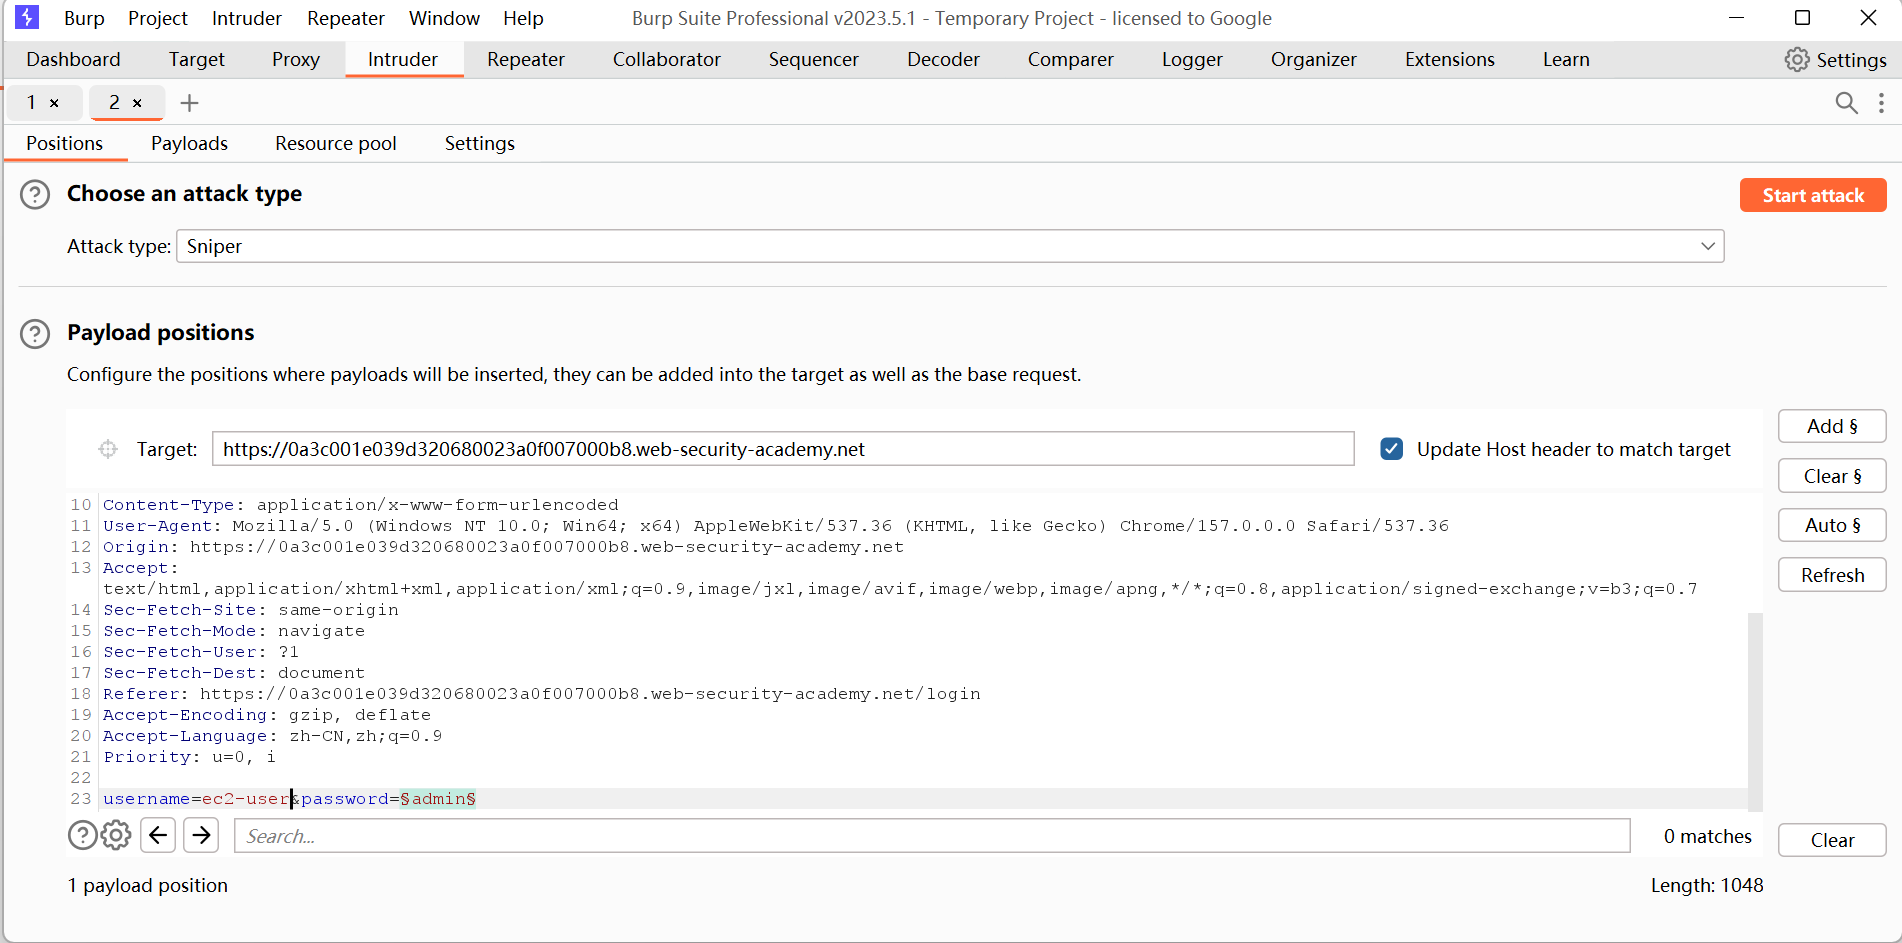 Burp Project Intruder Repeater Window Help Burp Suite Professional v2023.5.1 - Temporary Project - licensed to Google
Dashboard Target Proxy Intruder Repeater Collaborator Sequencer Decoder Comparer Logger Organizer Extensions Learn Settings
1 × 2 × +
Positions Payloads Resource pool Settings
? Choose an attack type
Start attack
Attack type: Sniper
? Payload positions
Configure the positions where payloads will be inserted, they can be added into the target as well as the base request.
Target: https://0a3c001e039d320680023a0f007000b8.web-security-academy.net Update Host header to match target
Add §
Clear §
Auto §
Refresh
10 Content-Type: application/x-www-form-urlencoded
11 User-Agent: Mozilla/5.0 (Windows NT 10.0; Win64; x64) AppleWebKit/537.36 (KHTML, like Gecko) Chrome/157.0.0.0 Safari/537.36
12 Origin: https://0a3c001e039d320680023a0f007000b8.web-security-academy.net
13 Accept:
text/html,application/xhtml+xml,application/xml;q=0.9,image/jxl,image/avif,image/webp,image/apng,*/*;q=0.8,application/signed-exchange;v=b3;q=0.7
14 Sec-Fetch-Site: same-origin
15 Sec-Fetch-Mode: navigate
16 Sec-Fetch-User: ?1
17 Sec-Fetch-Dest: document
18 Referer: https://0a3c001e039d320680023a0f007000b8.web-security-academy.net/login
19 Accept-Encoding: gzip, deflate
20 Accept-Language: zh-CN,zh;q=0.9
21 Priority: u=0, i
22
23 username=ec2-user&password=§admin§
? Search... 0 matches Clear
1 payload position Length: 1048